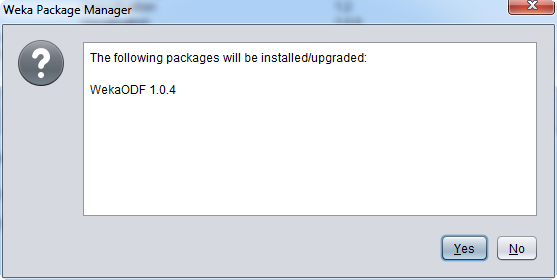 Weka Package Manager
The following packages will be installed/upgraded:
WekaODF 1.0.4
Yes
No